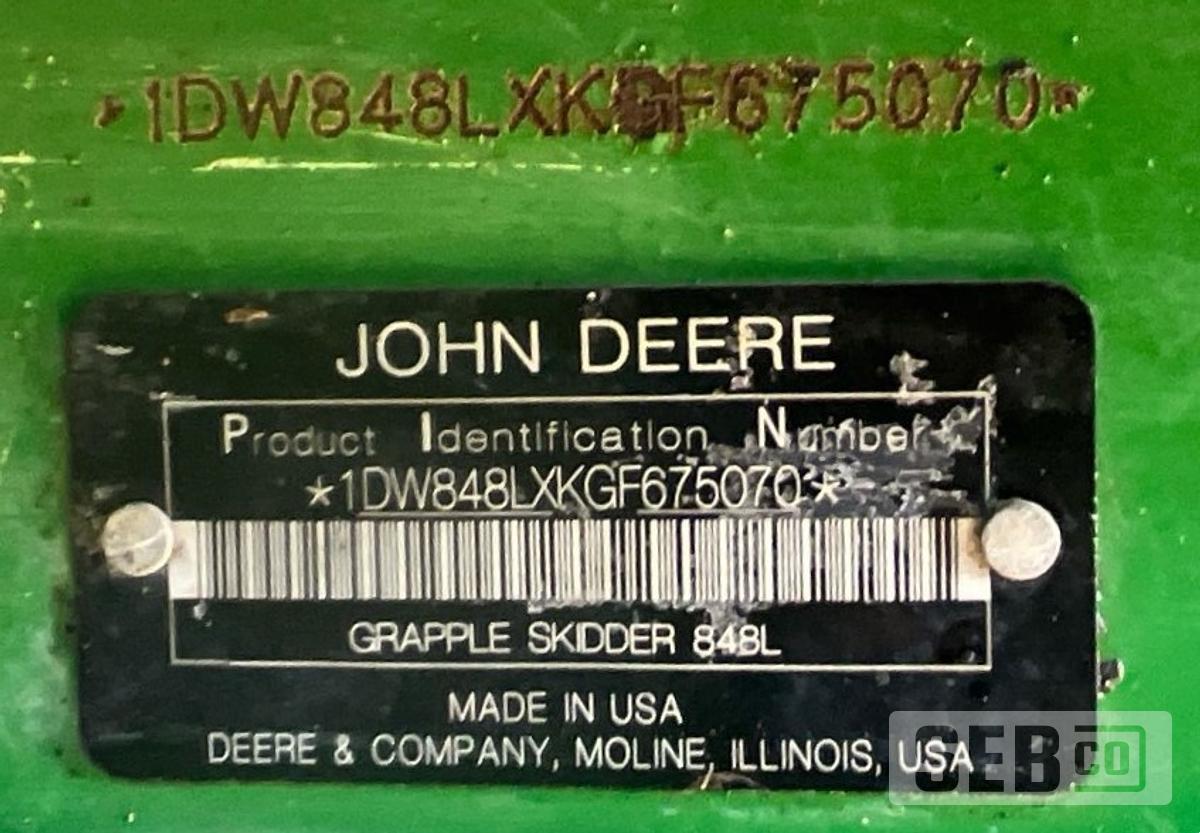 *1DW848LXKGF675070*
JOHN DEERE
Product Identification Number
*1DW848LXKGF675070*
GRAPPLE SKIDDER 848L
MADE IN USA
DEERE & COMPANY, MOLINE, ILLINOIS, USA
SEBCO